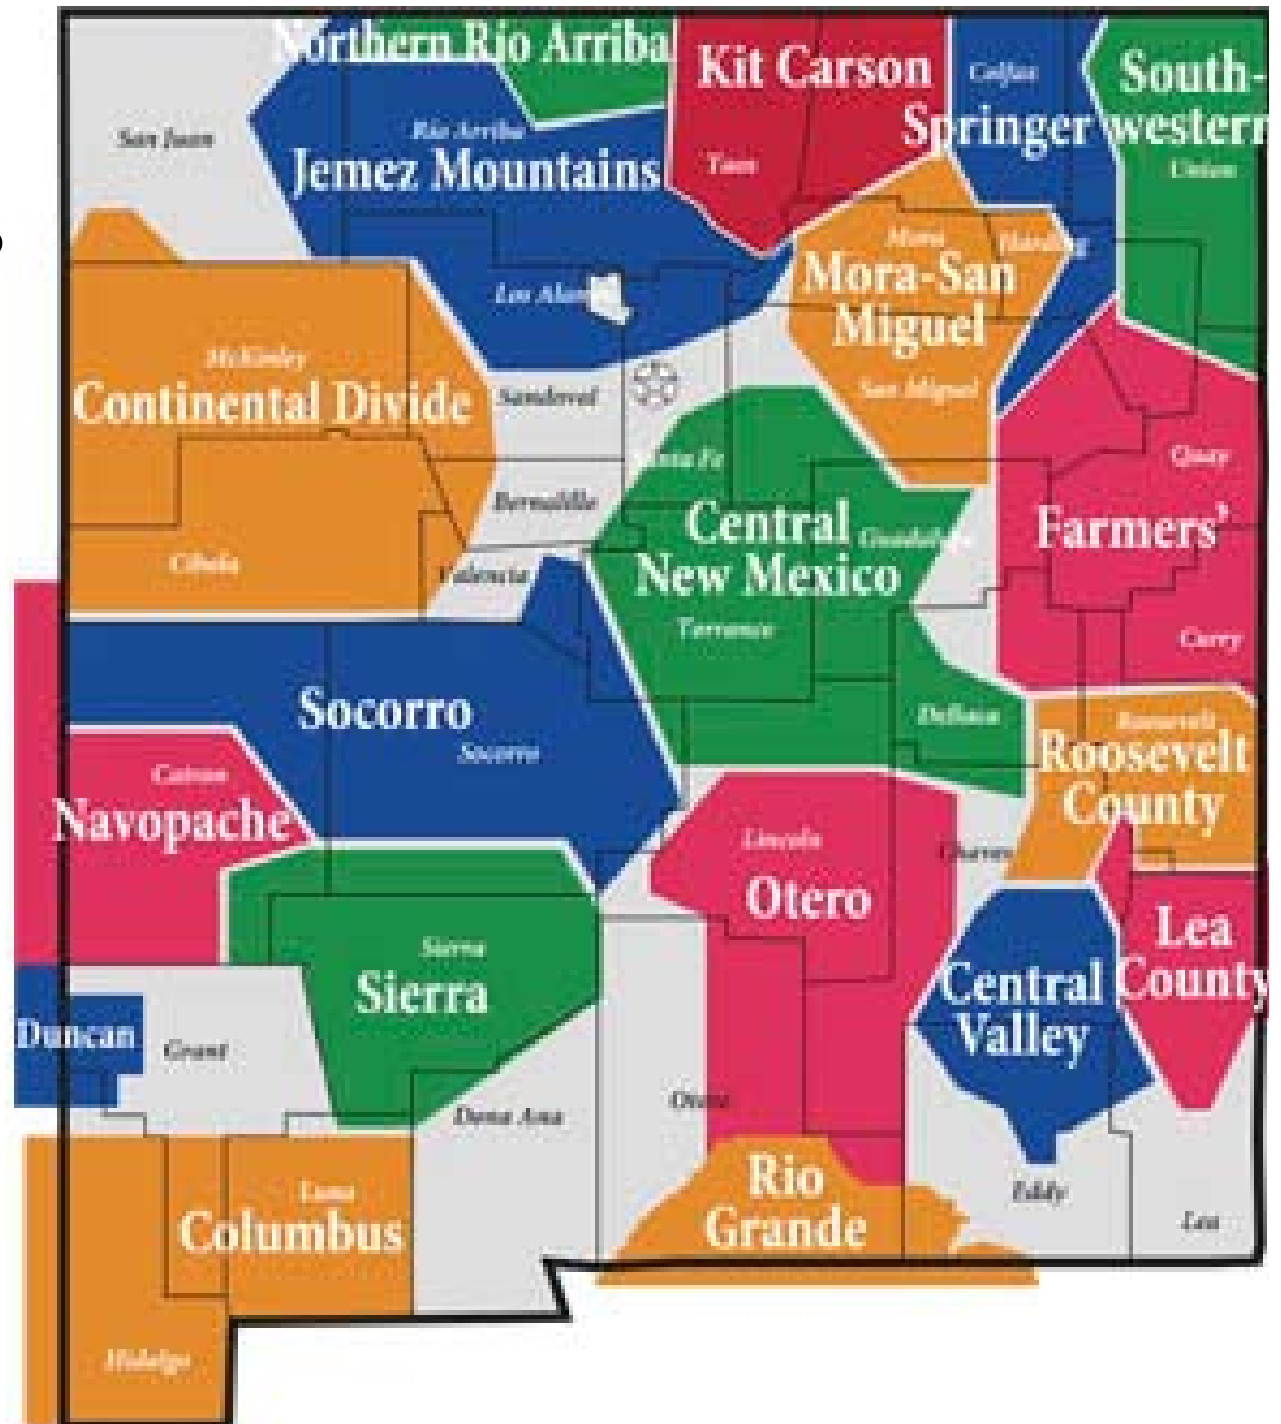 Northern Rio Arriba
Kit Carson
Colfax
South-
western
Springer
San Juan
Rio Arriba
Jemez Mountains
Taos
Union
Mora
Harding
Mora-San
Miguel
Los Alam
McKinley
Continental Divide
Sandoval
San Miguel
Santa Fe
Quay
Bernalillo
Central
New Mexico
Guadalupe
Farmers'
Cibola
Valencia
Torrance
Curry
Socorro
Socorro
DeBaca
Roosevelt
Roosevelt
County
Catron
Navopache
Lincoln
Chaves
Otero
Lea
County
Sierra
Sierra
Central
Valley
Duncan
Grant
Otero
Dona Ana
Rio
Grande
Eddy
Lea
Luna
Columbus
Hidalgo